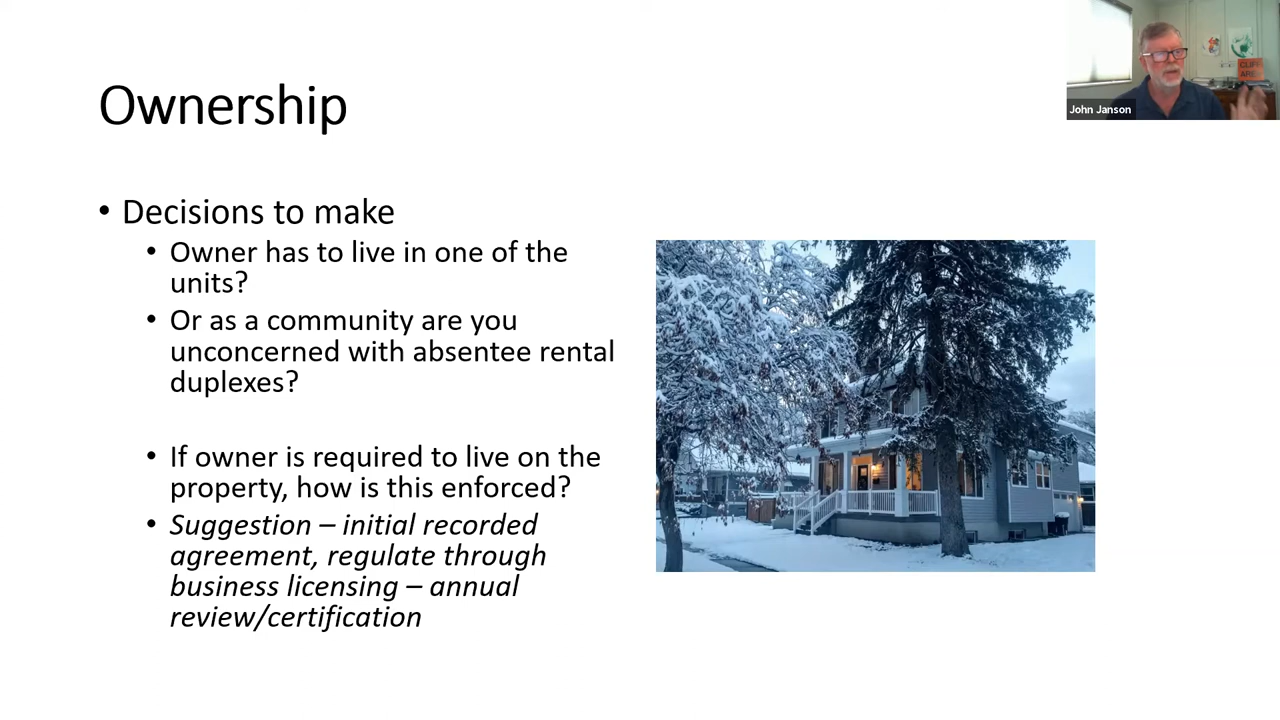 Ownership
• Decisions to make
• Owner has to live in one of the
units?
• Or as a community are you
unconcerned with absentee rental
duplexes?
• If owner is required to live on the
property, how is this enforced?
• Suggestion – initial recorded
agreement, regulate through
business licensing – annual
review/certification
John Janson